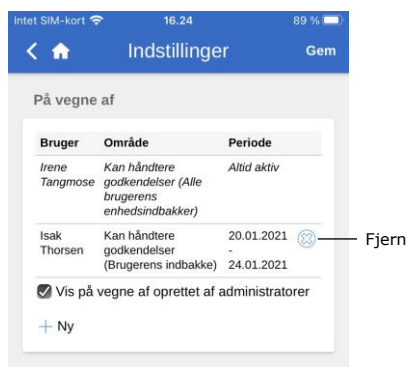 Intet SIM-kort 16.24 89 %
Indstillinger Gem
På vegne af
Bruger Område Periode
Irene Kan håndtere Altid aktiv
Tangmose godkendelser (Alle
brugerens
enhedsindbakker)
Isak Kan håndtere 20.01.2021
Thorsen godkendelser -
(Brugerens indbakke) 24.01.2021
Fjern
Vis på vegne af oprettet af administratorer
+ Ny